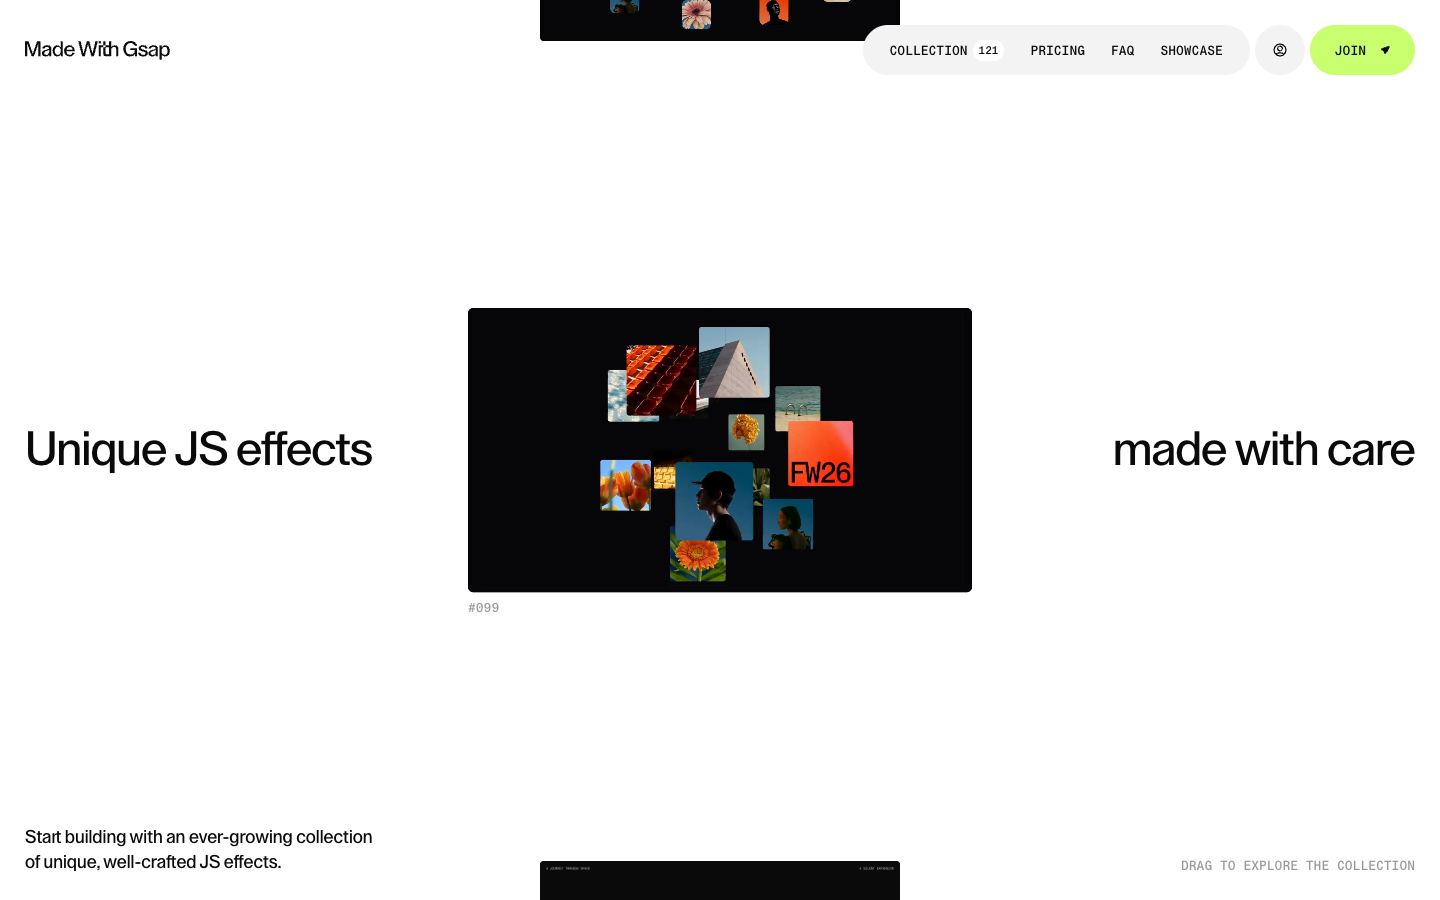 Made With Gsap
COLLECTION 121
PRICING
FAQ
SHOWCASE
JOIN
Unique JS effects
FW26
made with care
#099
Start building with an ever-growing collection
of unique, well-crafted JS effects.
DRAG TO EXPLORE THE COLLECTION